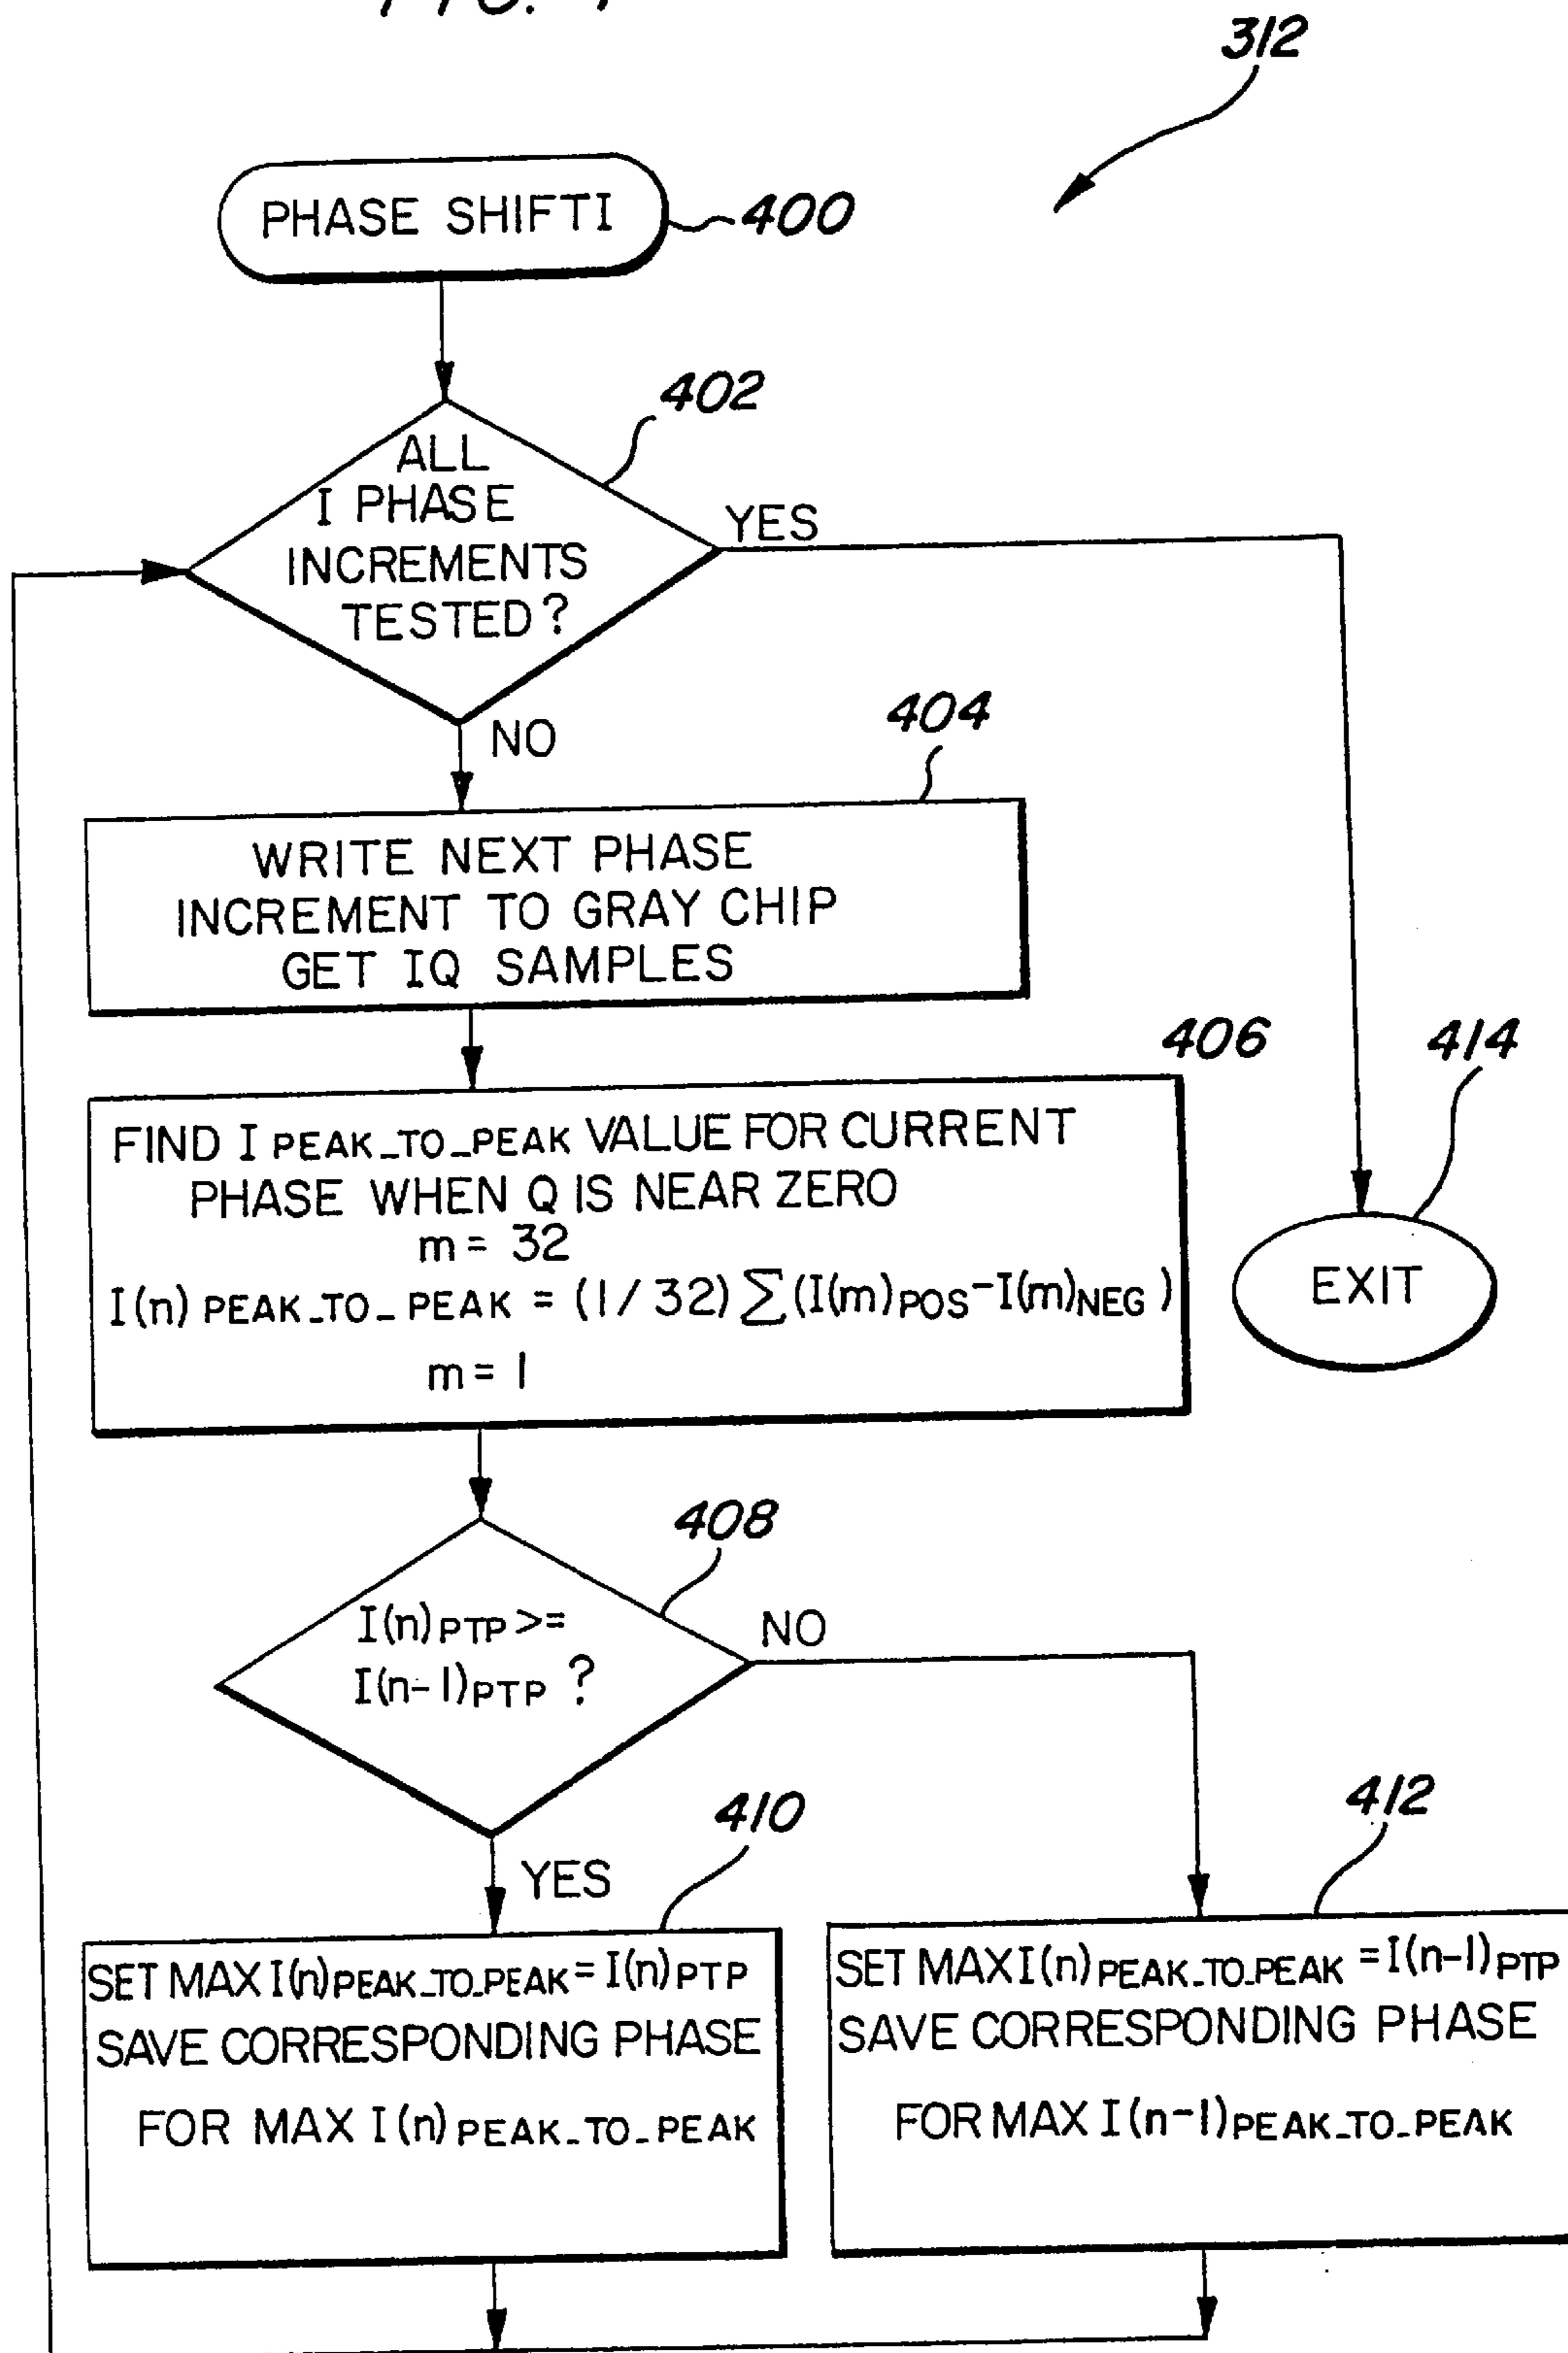 312
PHASE SHIFTI
400
402
ALL
I PHASE
INCREMENTS
TESTED?
YES
NO
404
WRITE NEXT PHASE
INCREMENT TO GRAY CHIP
GET IQ SAMPLES
406
414
FIND I PEAK_TO_PEAK VALUE FOR CURRENT
PHASE WHEN Q IS NEAR ZERO
m = 32
I(n) PEAK_TO_PEAK = (1/32) ∑(I(m)POS-I(m)NEG )
m = 1
EXIT
408
I(n)PTP >=
I(n-1)PTP ?
NO
YES
410
412
SET MAX I(n)PEAK_TO_PEAK = I(n)PTP
SAVE CORRESPONDING PHASE
FOR MAX I(n)PEAK_TO_PEAK
SET MAX I(n)PEAK_TO_PEAK = I(n-1)PTP
SAVE CORRESPONDING PHASE
FOR MAX I(n-1)PEAK_TO_PEAK